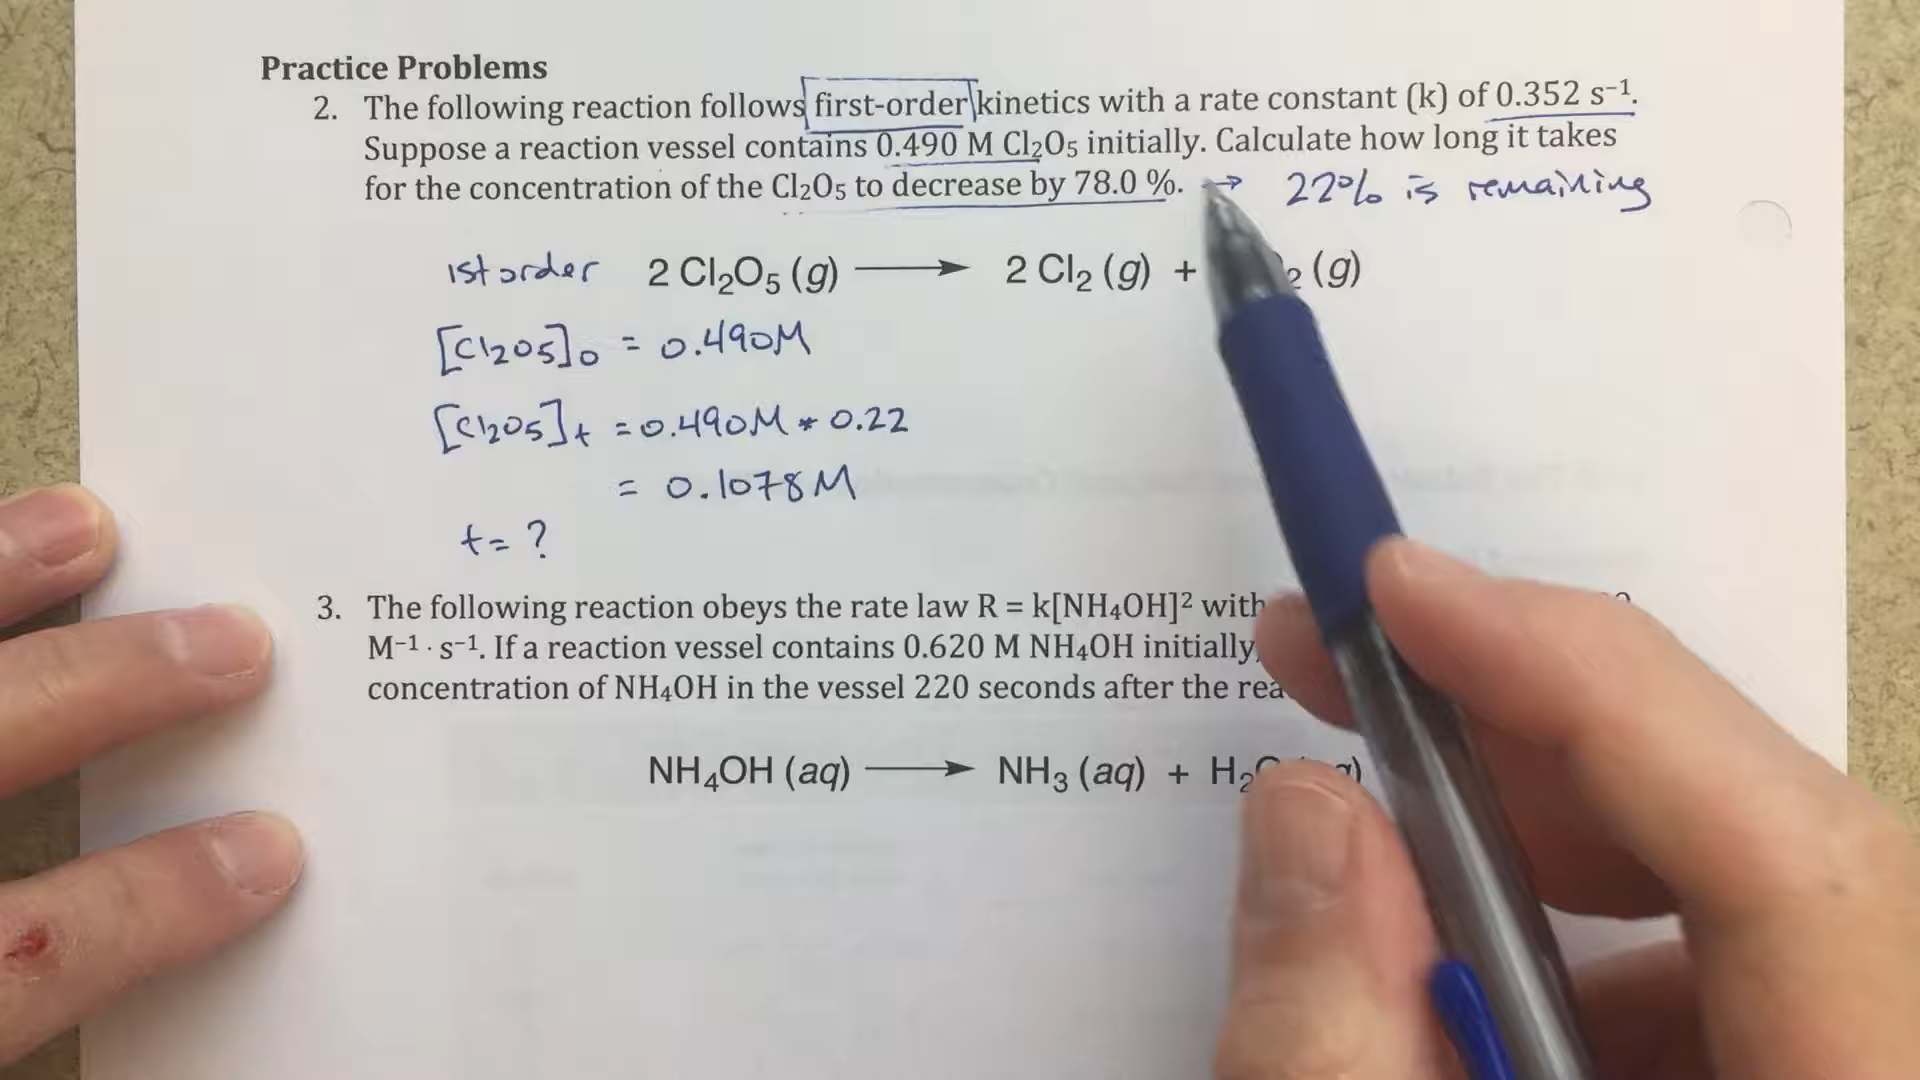 Practice Problems
2. The following reaction follows first-order kinetics with a rate constant (k) of 0.352 s⁻¹.
Suppose a reaction vessel contains 0.490 M Cl₂O₅ initially. Calculate how long it takes
for the concentration of the Cl₂O₅ to decrease by 78.0 %. → 22% is remaining
1st order 2 Cl₂O₅ (g) ⟶ 2 Cl₂ (g) + ₂ (g)
[Cl₂O₅]₀ = 0.490M
[Cl₂O₅]t = 0.490M * 0.22
= 0.1078M
t = ?
3. The following reaction obeys the rate law R = k[NH₄OH]² with
M⁻¹ · s⁻¹. If a reaction vessel contains 0.620 M NH₄OH initially,
concentration of NH₄OH in the vessel 220 seconds after the
NH₄OH (aq) ⟶ NH₃ (aq) + H₂